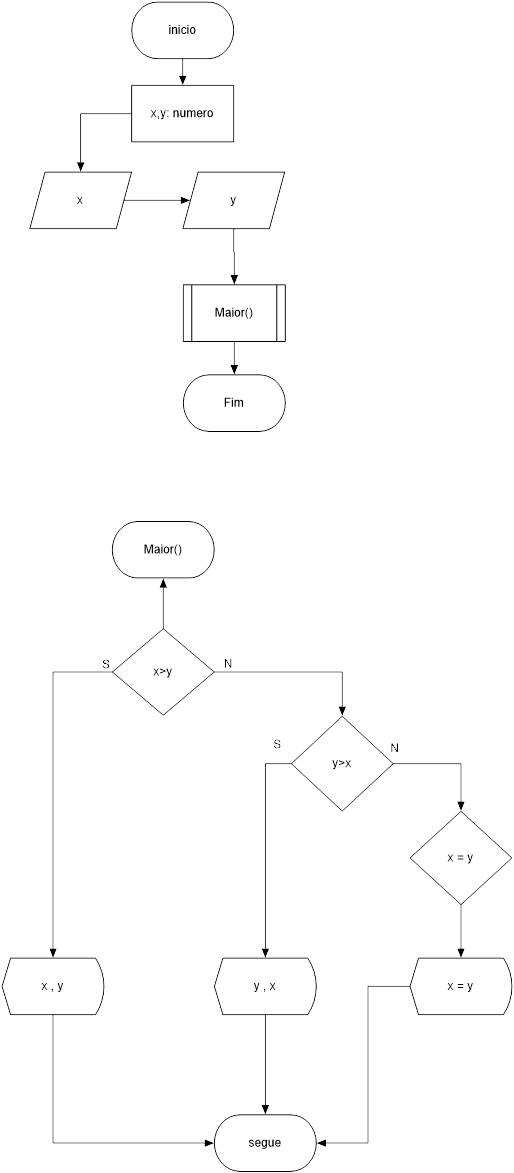 inicio
x,y: numero
x
y
Maior()
Fim
Maior()
x>y
S
N
y>x
S
N
x = y
x , y
y , x
x = y
segue